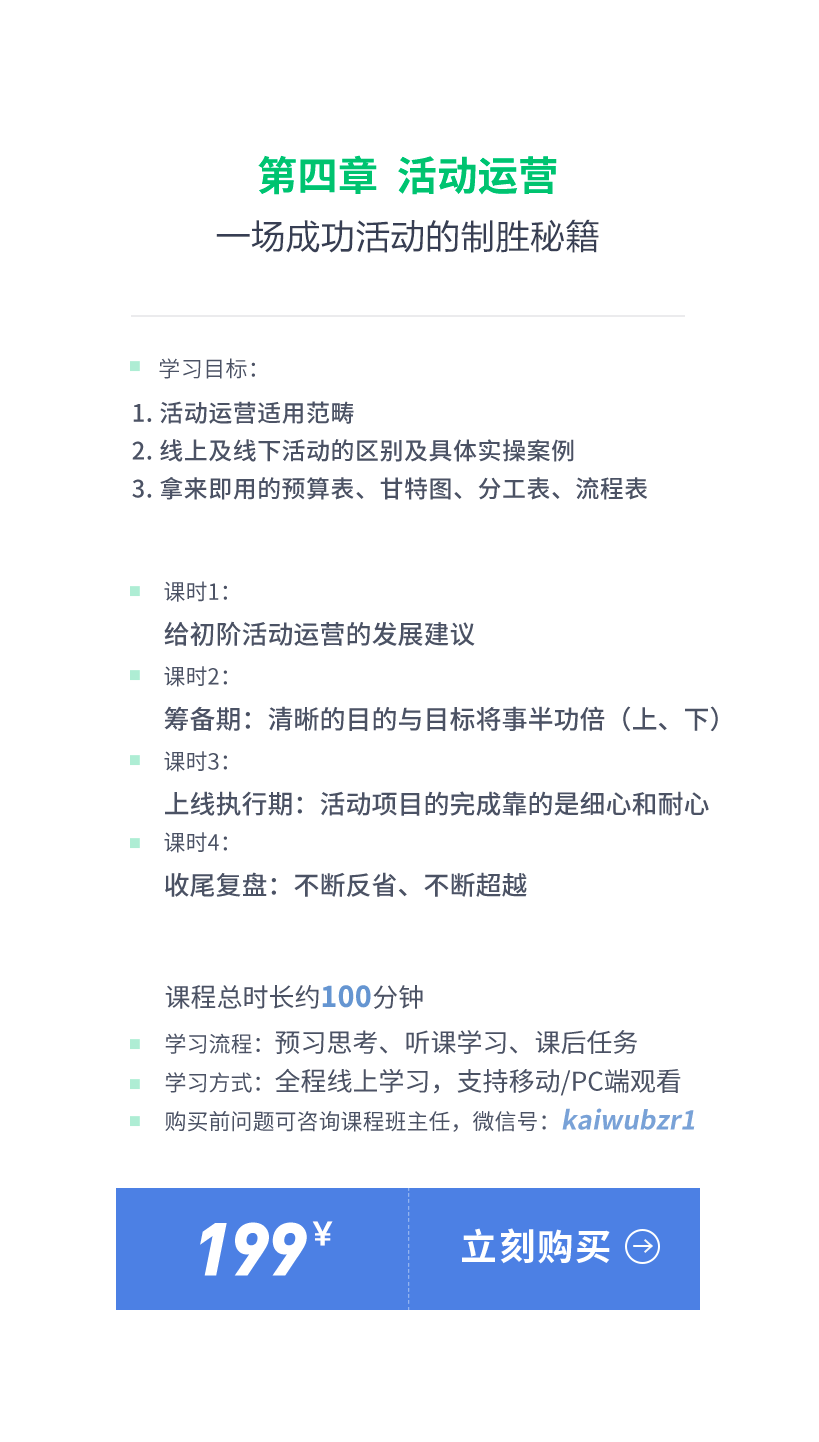 第四章 活动运营
一场成功活动的制胜秘籍
学习目标：
1. 活动运营适用范畴
2. 线上及线下活动的区别及具体实操案例
3. 拿来即用的预算表、甘特图、分工表、流程表
课时1：
给初阶活动运营的发展建议
课时2：
筹备期：清晰的目的与目标将事半功倍（上、下）
课时3：
上线执行期：活动项目的完成靠的是细心和耐心
课时4：
收尾复盘：不断反省、不断超越
课程总时长约100分钟
学习流程：预习思考、听课学习、课后任务
学习方式：全程线上学习，支持移动/PC端观看
购买前问题可咨询课程班主任，微信号：kaiwubzr1
199¥ 立刻购买